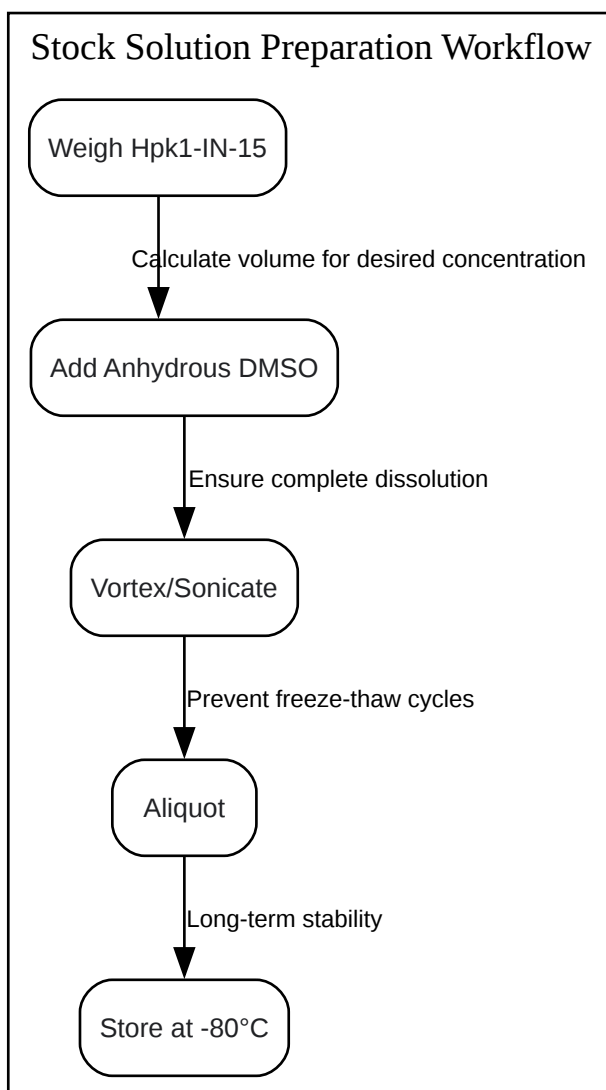 Stock Solution Preparation Workflow
Weigh Hpk1-IN-15
Calculate volume for desired concentration
Add Anhydrous DMSO
Ensure complete dissolution
Vortex/Sonicate
Prevent freeze-thaw cycles
Aliquot
Long-term stability
Store at -80°C